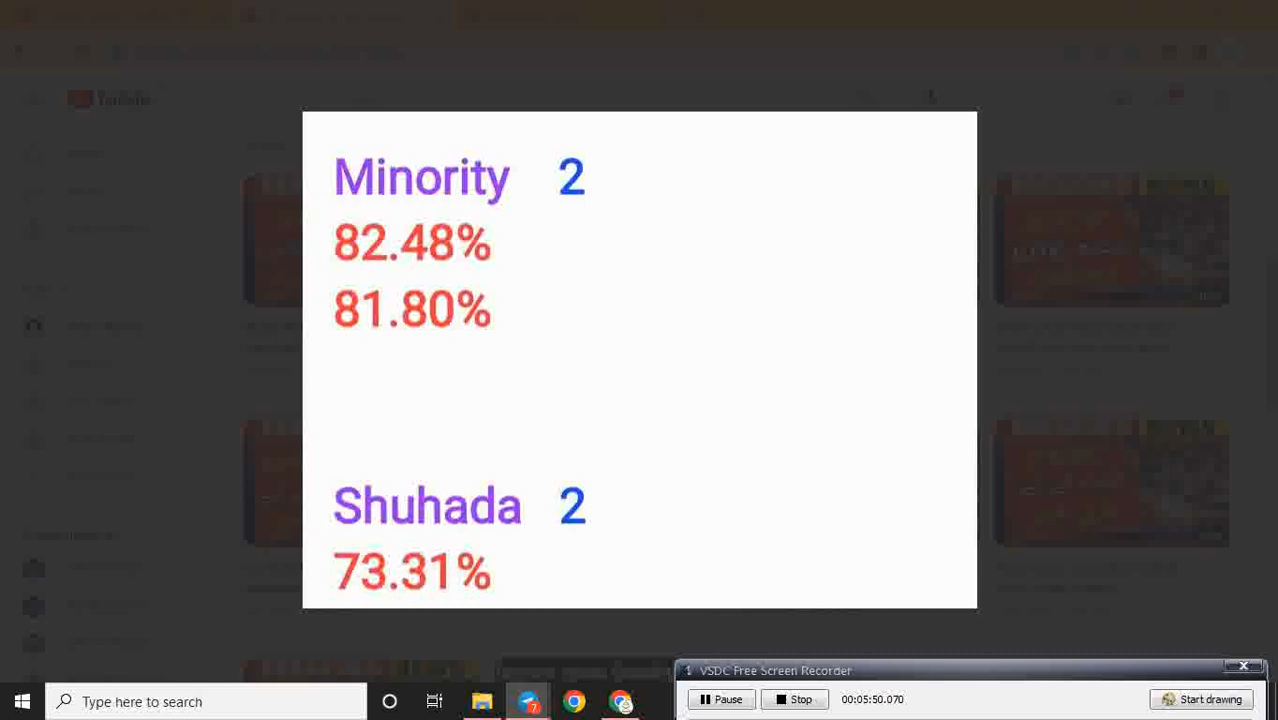 Minority 2
82.48%
81.80%
Shuhada 2
73.31%
VSDC Free Screen Recorder
Pause
Stop
00:05:50.070
Start drawing
Type here to search
7